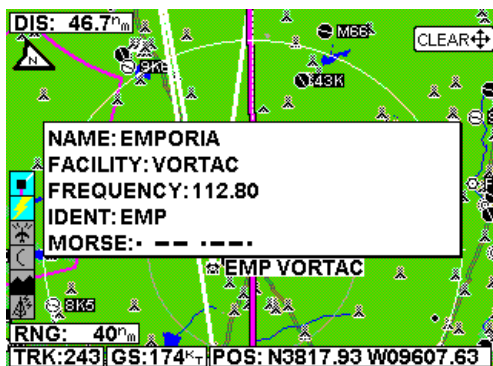 DIS: 46.7nm
M66
CLEAR
N
9K8
43K
NAME: EMPORIA
FACILITY: VORTAC
FREQUENCY: 112.80
IDENT: EMP
MORSE: · –– ·––·
EMP VORTAC
8K5
RNG: 40nm
TRK:243 GS:174KT POS: N3817.93 W09607.63